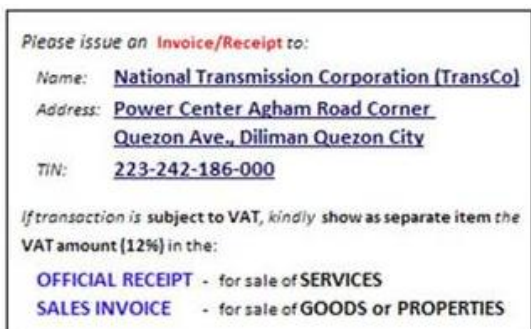 Please issue an Invoice/Receipt to:
Name: National Transmission Corporation (TransCo)
Address: Power Center Agham Road Corner
Quezon Ave., Diliman Quezon City
TIN: 223-242-186-000
If transaction is subject to VAT, kindly show as separate item the
VAT amount (12%) in the:
OFFICIAL RECEIPT - for sale of SERVICES
SALES INVOICE - for sale of GOODS or PROPERTIES